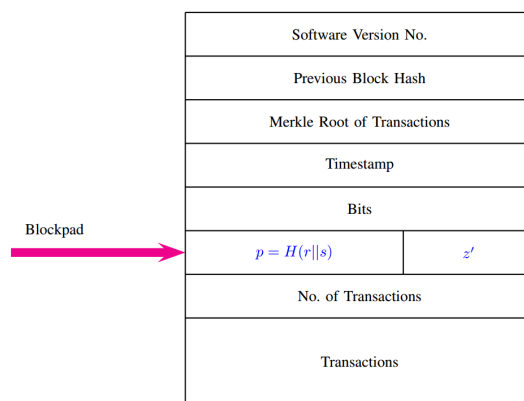 Software Version No.
Previous Block Hash
Merkle Root of Transactions
Timestamp
Bits
Blockpad
p = H(r||s)
z′
No. of Transactions
Transactions